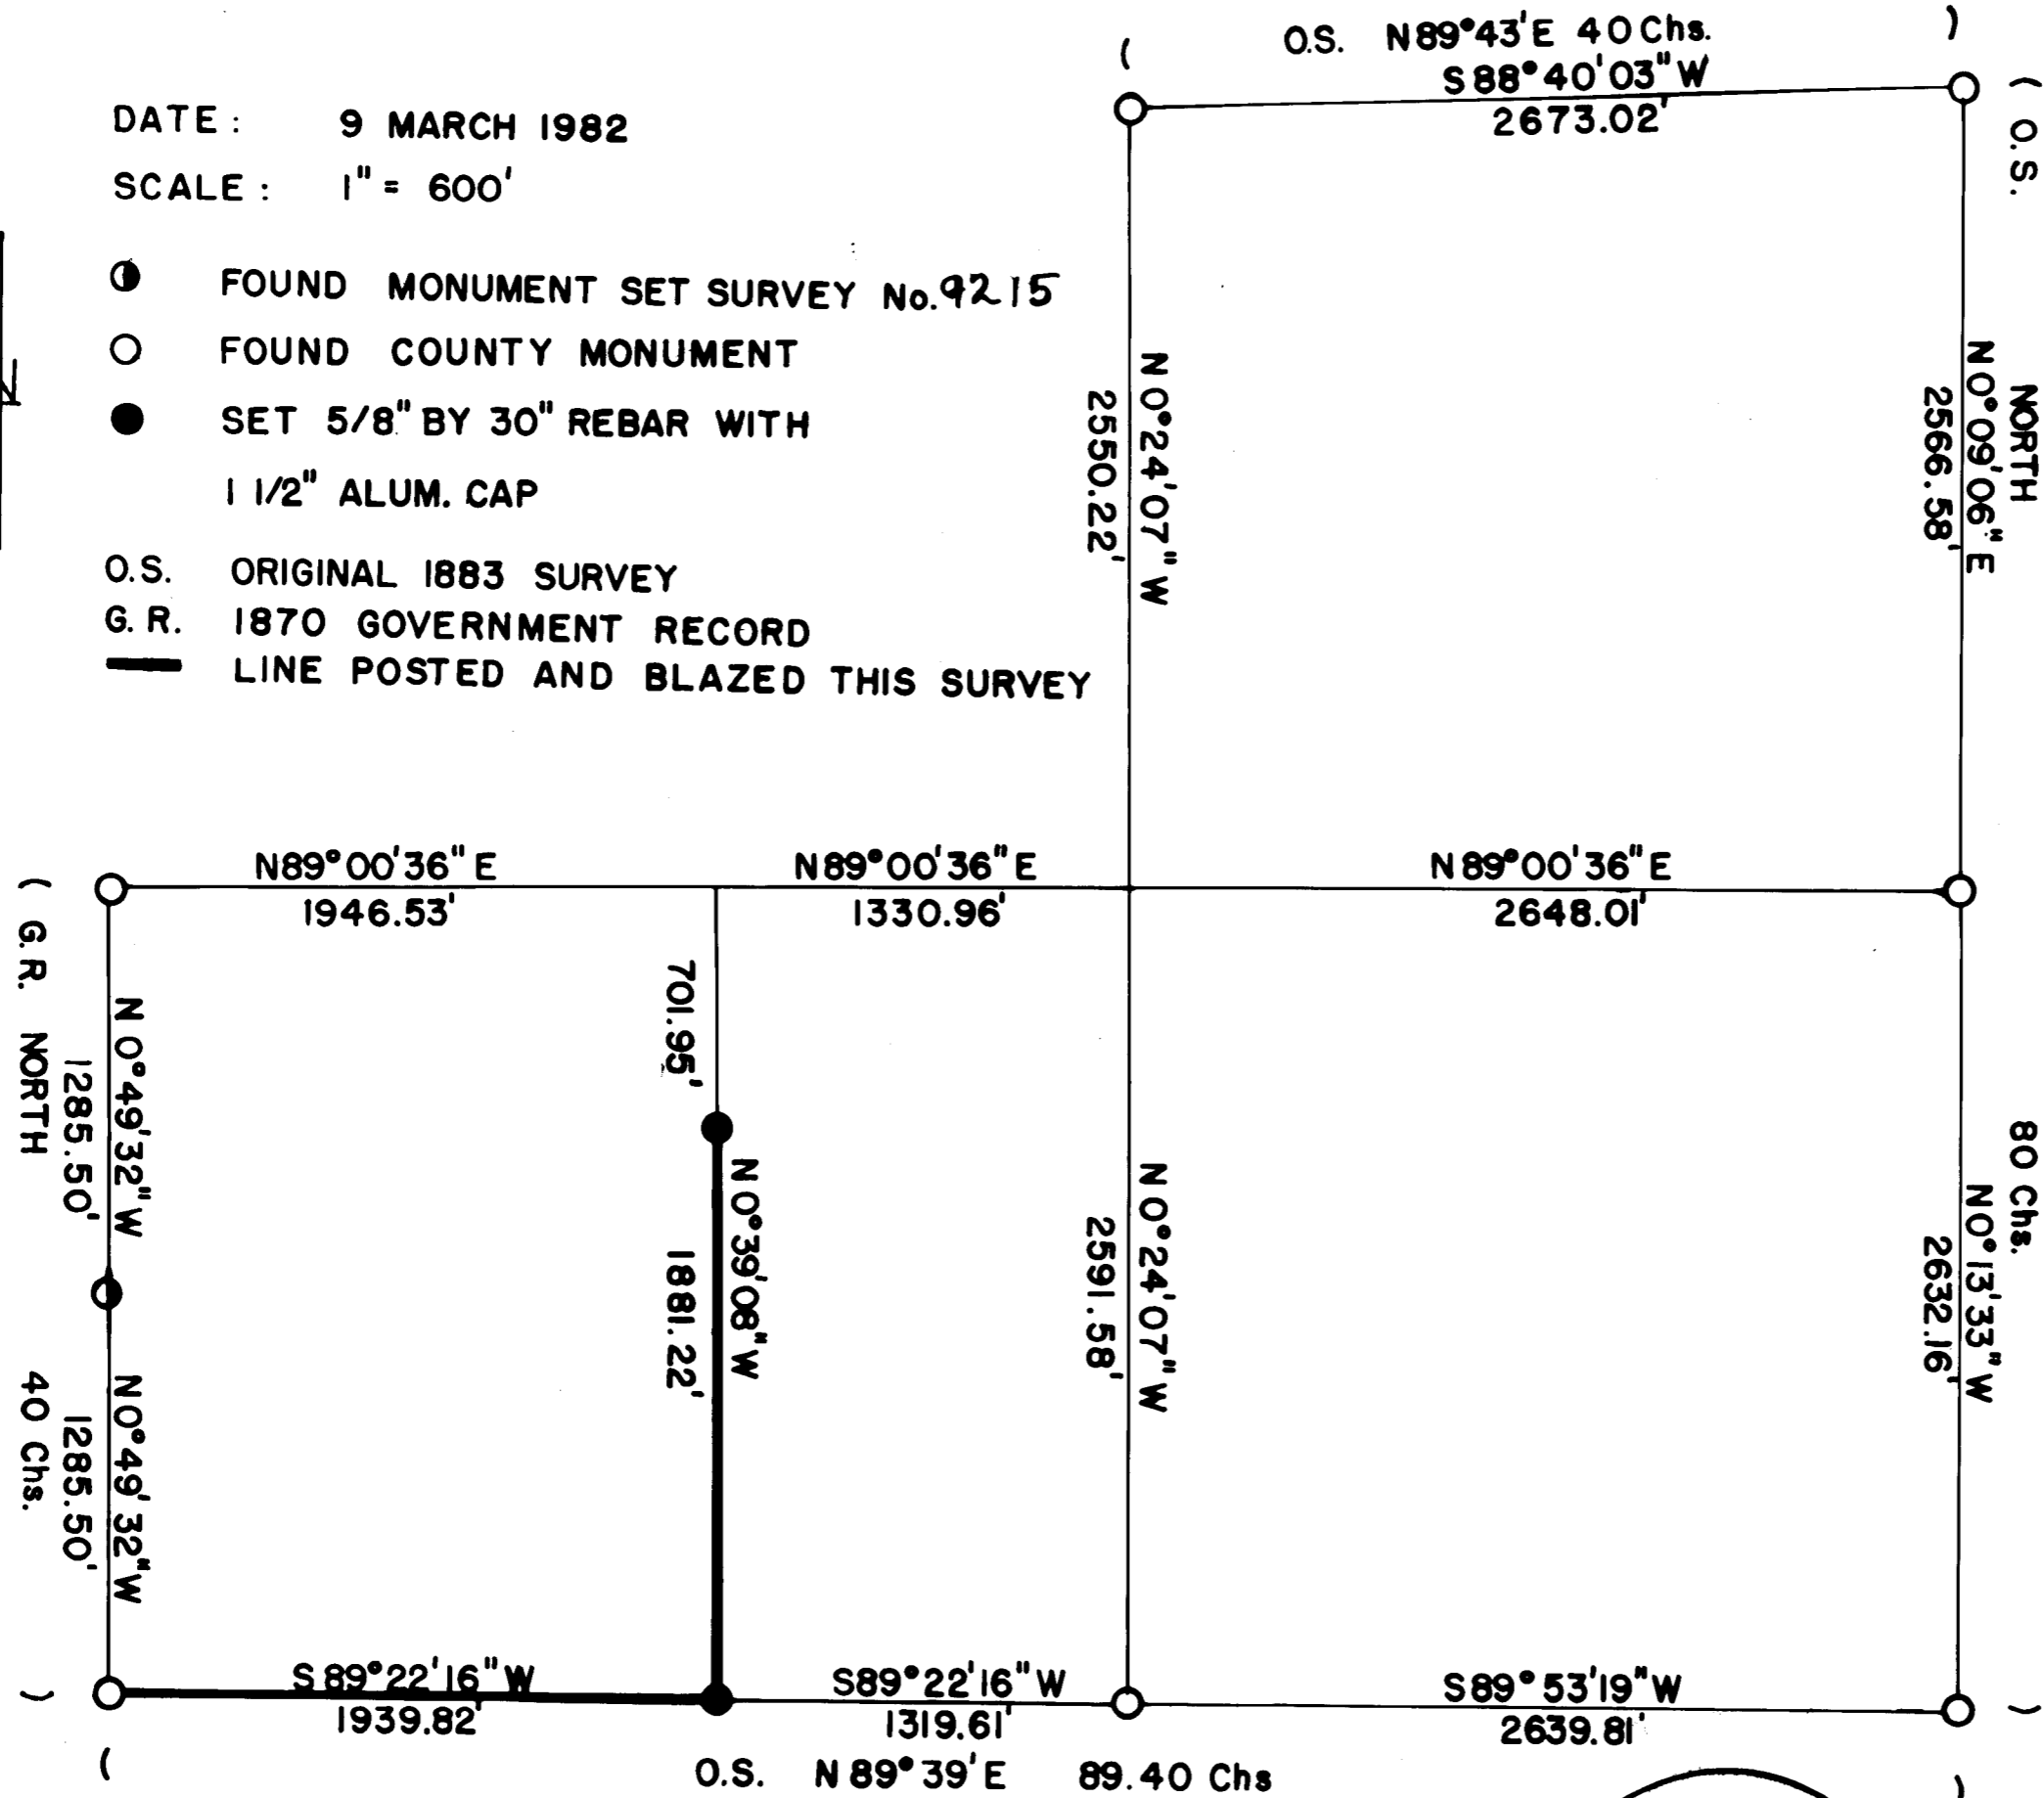 O.S. N89°43'E 40 Chs.
S88°40'03"W
2673.02'
DATE: 9 MARCH 1982
SCALE: 1" = 600'
FOUND MONUMENT SET SURVEY No. 9215
FOUND COUNTY MONUMENT
SET 5/8" BY 30" REBAR WITH
1 1/2" ALUM. CAP
O.S. ORIGINAL 1883 SURVEY
G.R. 1870 GOVERNMENT RECORD
LINE POSTED AND BLAZED THIS SURVEY
N
N0°24'07"W
2550.22'
N0°09'06"E
2566.58'
( O.S. NORTH 80 Chs. )
N89°00'36"E
1946.53'
N89°00'36"E
1330.96'
N89°00'36"E
2648.01'
( G.R. NORTH 40 Chs. )
N0°49'32"W
1285.50'
N0°49'32"W
1285.50'
701.95'
N0°39'08"W
1881.22'
N0°24'07"W
2591.58'
N0°13'33"W
2632.16'
S89°22'16"W
1939.82'
S89°22'16"W
1319.61'
S89°53'19"W
2639.81'
( O.S. N89°39'E 89.40 Chs )